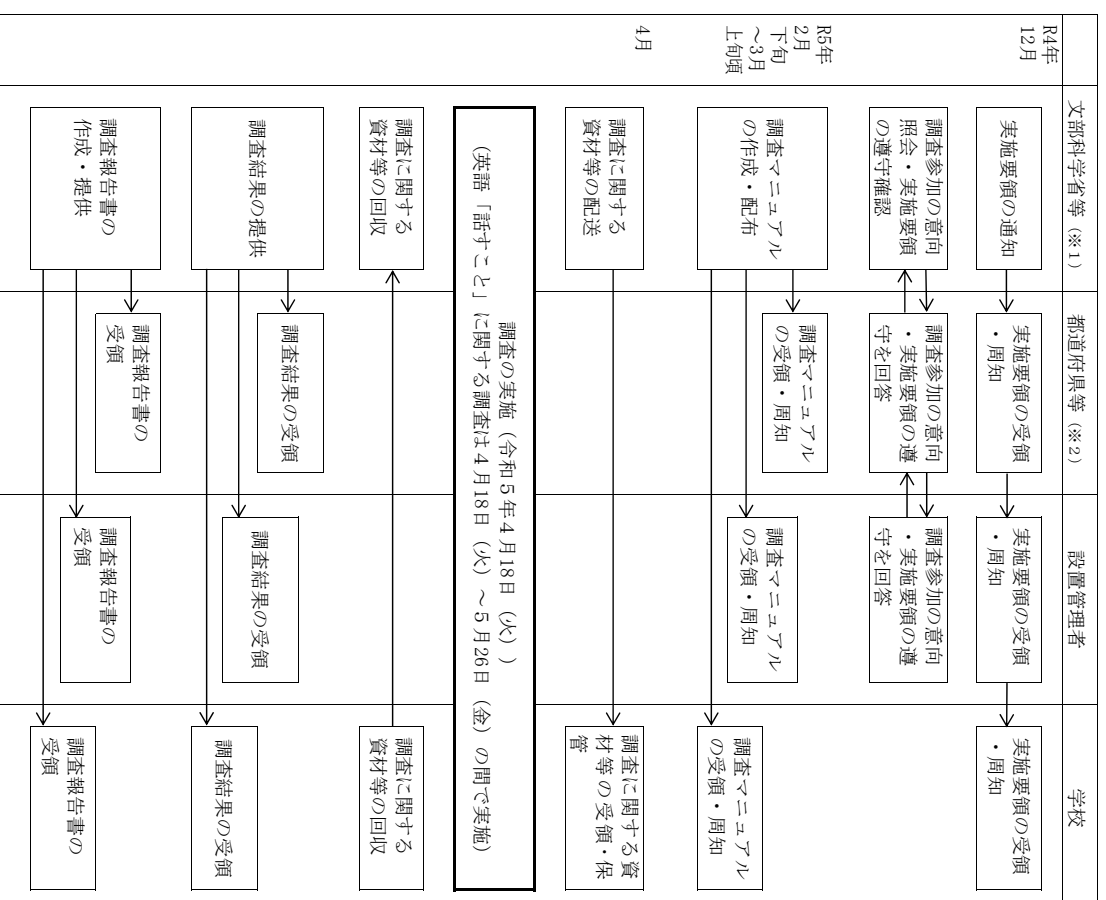 文部科学省等（※1）
都道府県等（※2）
設置管理者
学校
R4年
12月
実施要領の通知
実施要領の受領
・周知
実施要領の受領
・周知
実施要領の受領
・周知
調査参加の意向
照会・実施要領
の遵守確認
調査参加の意向
・実施要領の遵
守を回答
調査参加の意向
・実施要領の遵
守を回答
R5年
2月
下旬
～3月
上旬頃
調査マニュアル
の作成・配布
調査マニュアル
の受領・周知
調査マニュアル
の受領・周知
調査マニュアル
の受領・周知
4月
調査に関する
資材等の配送
調査に関する資
材等の受領・保
管
調査の実施（令和５年４月18日（火））
（英語「話すこと」に関する調査は４月18日（火）～５月26日（金）の間で実施）
調査に関する
資材等の回収
調査に関する
資材等の回収
調査結果の提供
調査結果の受領
調査結果の受領
調査結果の受領
調査報告書の
作成・提供
調査報告書の
受領
調査報告書の
受領
調査報告書の
受領